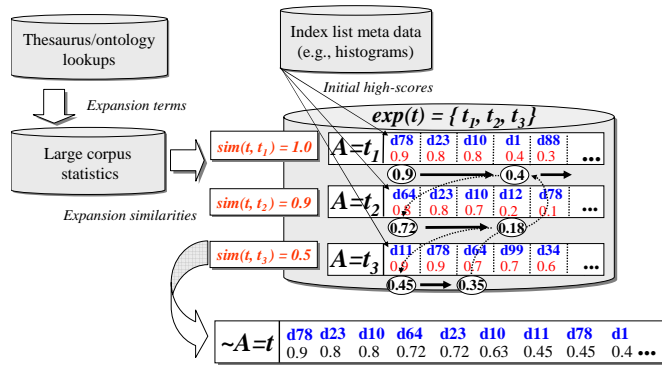 Thesaurus/ontology
lookups
Index list meta data
(e.g., histograms)
Initial high-scores
Expansion terms
exp(t) = { t1, t2, t3 }
Large corpus
statistics
sim(t, t1) = 1.0
A=t1
d78 d23 d10 d1 d88
0.9 0.8 0.8 0.4 0.3 ...
0.9 0.4
Expansion similarities
sim(t, t2) = 0.9
A=t2
d64 d23 d10 d12 d78
0.8 0.8 0.7 0.2 0.1 ...
0.72 0.18
sim(t, t3) = 0.5
A=t3
d11 d78 d64 d99 d34
0.9 0.9 0.7 0.7 0.6 ...
0.45 0.35
~A=t
d78 d23 d10 d64 d23 d10 d11 d78 d1
0.9 0.8 0.8 0.72 0.72 0.63 0.45 0.45 0.4 ...